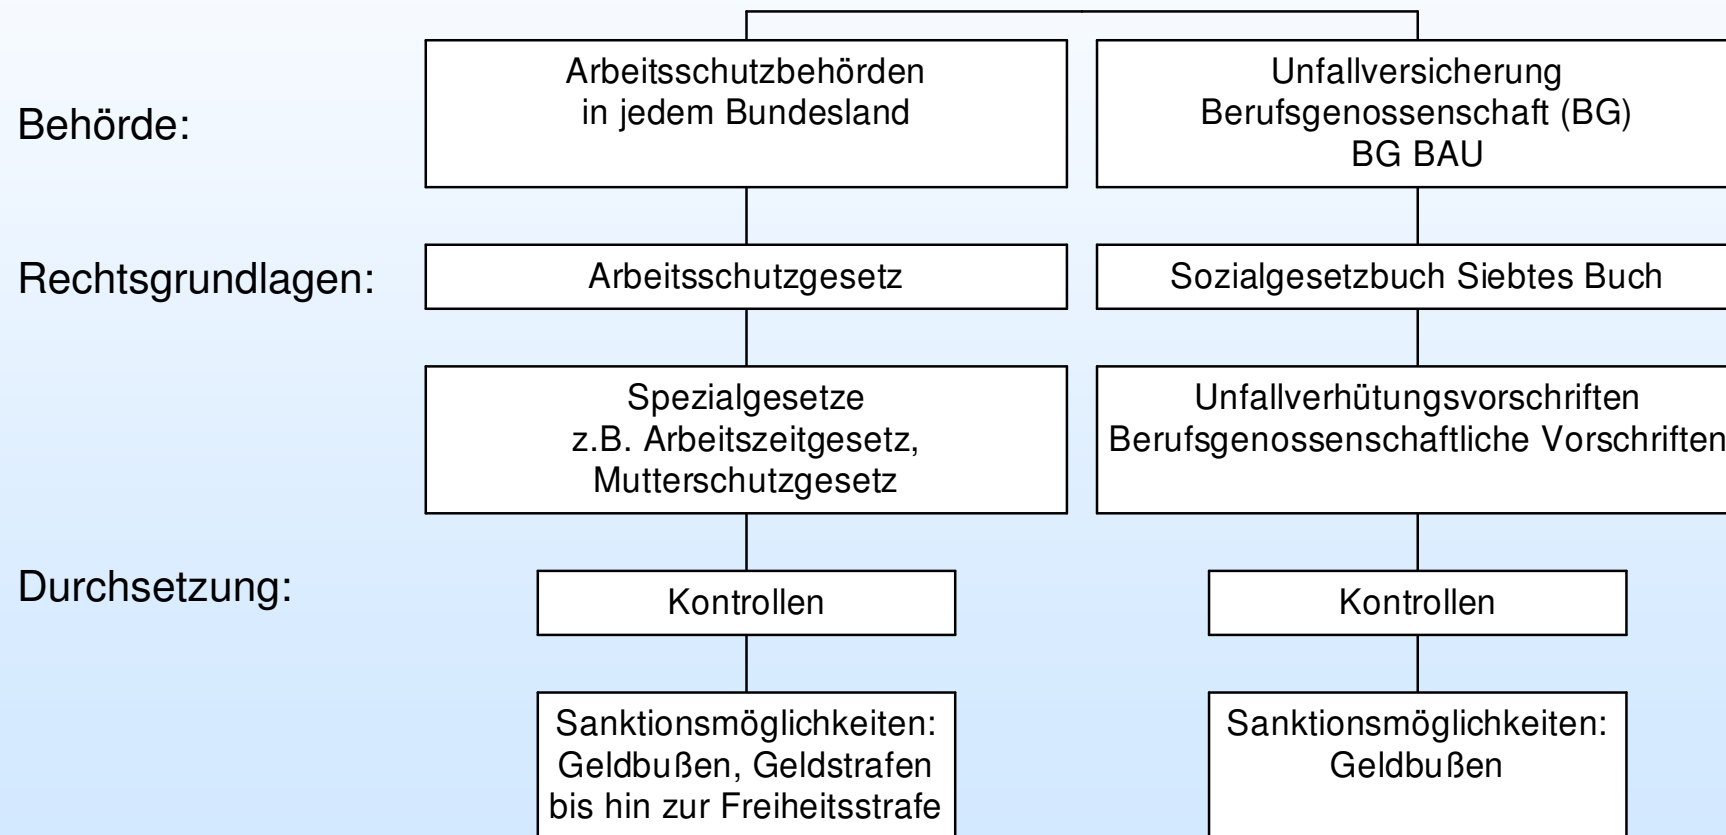 Behörde:
Arbeitsschutzbehörden
in jedem Bundesland
Unfallversicherung
Berufsgenossenschaft (BG)
BG BAU
Rechtsgrundlagen:
Arbeitsschutzgesetz
Sozialgesetzbuch Siebtes Buch
Spezialgesetze
z.B. Arbeitszeitgesetz,
Mutterschutzgesetz
Unfallverhütungsvorschriften
Berufsgenossenschaftliche Vorschriften
Durchsetzung:
Kontrollen
Kontrollen
Sanktionsmöglichkeiten:
Geldbußen, Geldstrafen
bis hin zur Freiheitsstrafe
Sanktionsmöglichkeiten:
Geldbußen